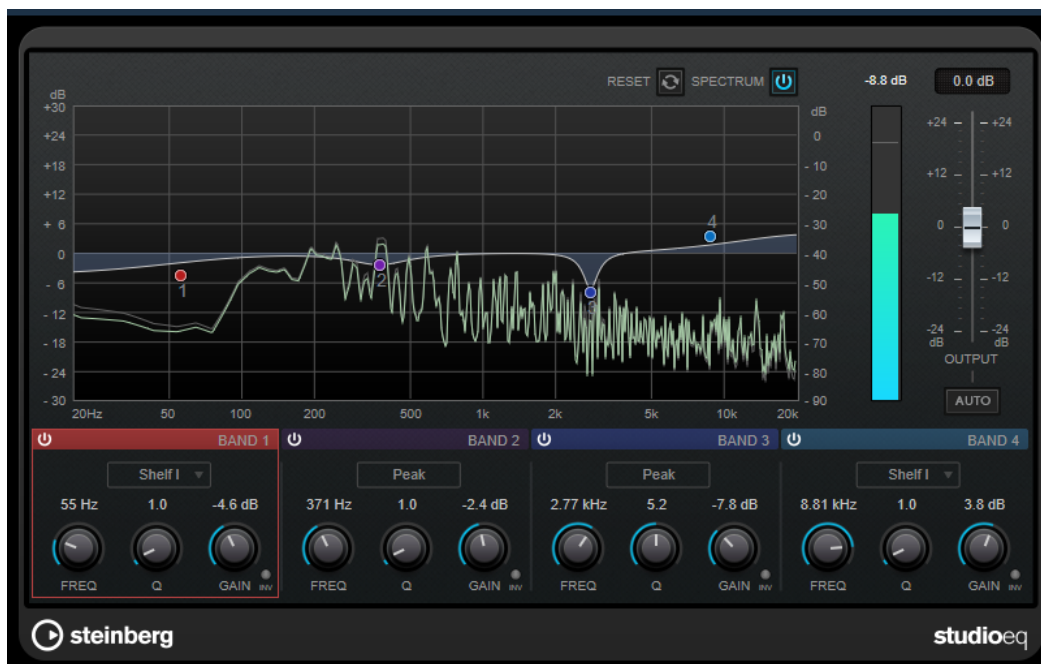 RESET SPECTRUM -8.8 dB 0.0 dB
dB
+30 dB
+24 0 +24 +24
+18 - 10
+12 - 20 +12 +12
+ 6 - 30 4
0 - 40 0 0
- 6 1 2 - 50
- 12 3 - 60 -12 -12
- 18 - 70 -24 -24
dB dB
- 24 - 80 OUTPUT
- 30 - 90 AUTO
20Hz 50 100 200 500 1k 2k 5k 10k 20k
BAND 1 BAND 2 BAND 3 BAND 4
Shelf I Peak Peak Shelf I
55 Hz 1.0 -4.6 dB 371 Hz 1.0 -2.4 dB 2.77 kHz 5.2 -7.8 dB 8.81 kHz 1.0 3.8 dB
FREQ Q GAIN INV FREQ Q GAIN INV FREQ Q GAIN INV FREQ Q GAIN INV
steinberg studioeq